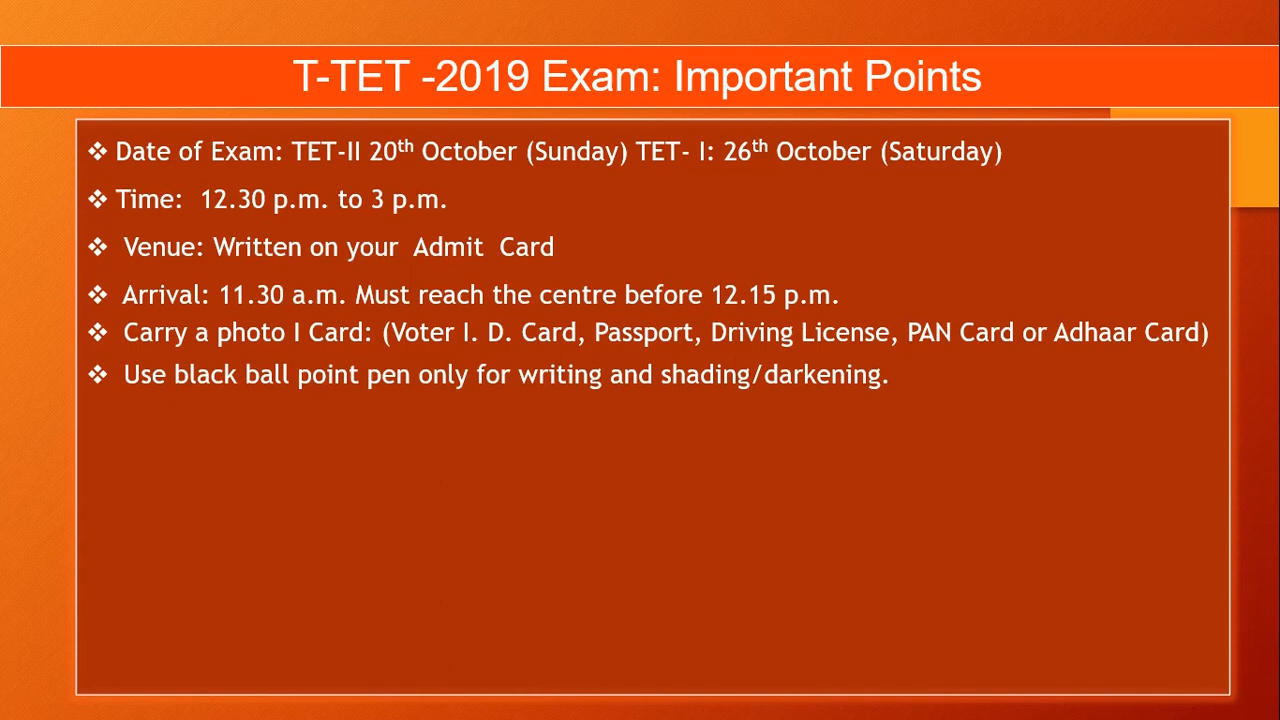 T-TET -2019 Exam: Important Points
❖ Date of Exam: TET-II 20th October (Sunday) TET- I: 26th October (Saturday)
❖ Time: 12.30 p.m. to 3 p.m.
❖ Venue: Written on your Admit Card
❖ Arrival: 11.30 a.m. Must reach the centre before 12.15 p.m.
❖ Carry a photo I Card: (Voter I. D. Card, Passport, Driving License, PAN Card or Adhaar Card)
❖ Use black ball point pen only for writing and shading/darkening.